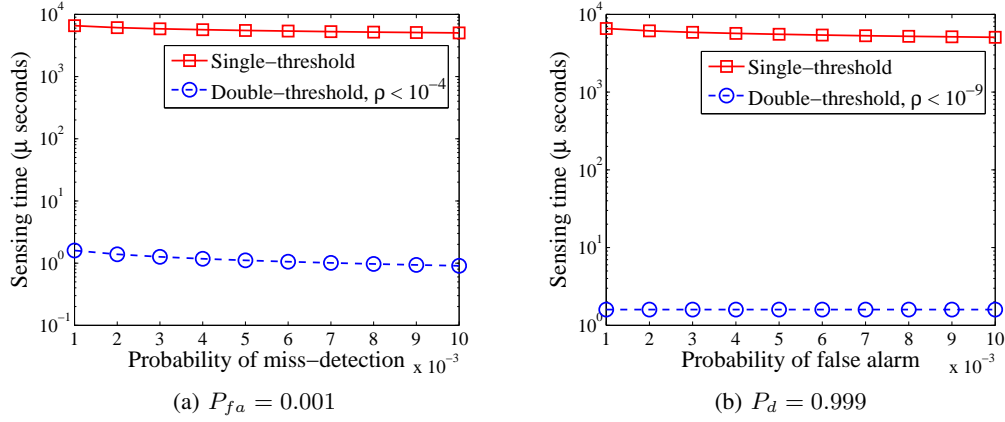 10^4
10^3
10^2
10^1
10^0
10^-1
Sensing time (μ seconds)
Single-threshold
Double-threshold, ρ < 10^-4
1 2 3 4 5 6 7 8 9 10
x 10^-3
Probability of miss-detection
(a) P_fa = 0.001
10^4
10^3
10^2
10^1
10^0
Sensing time (μ seconds)
Single-threshold
Double-threshold, ρ < 10^-9
1 2 3 4 5 6 7 8 9 10
x 10^-3
Probability of false alarm
(b) P_d = 0.999